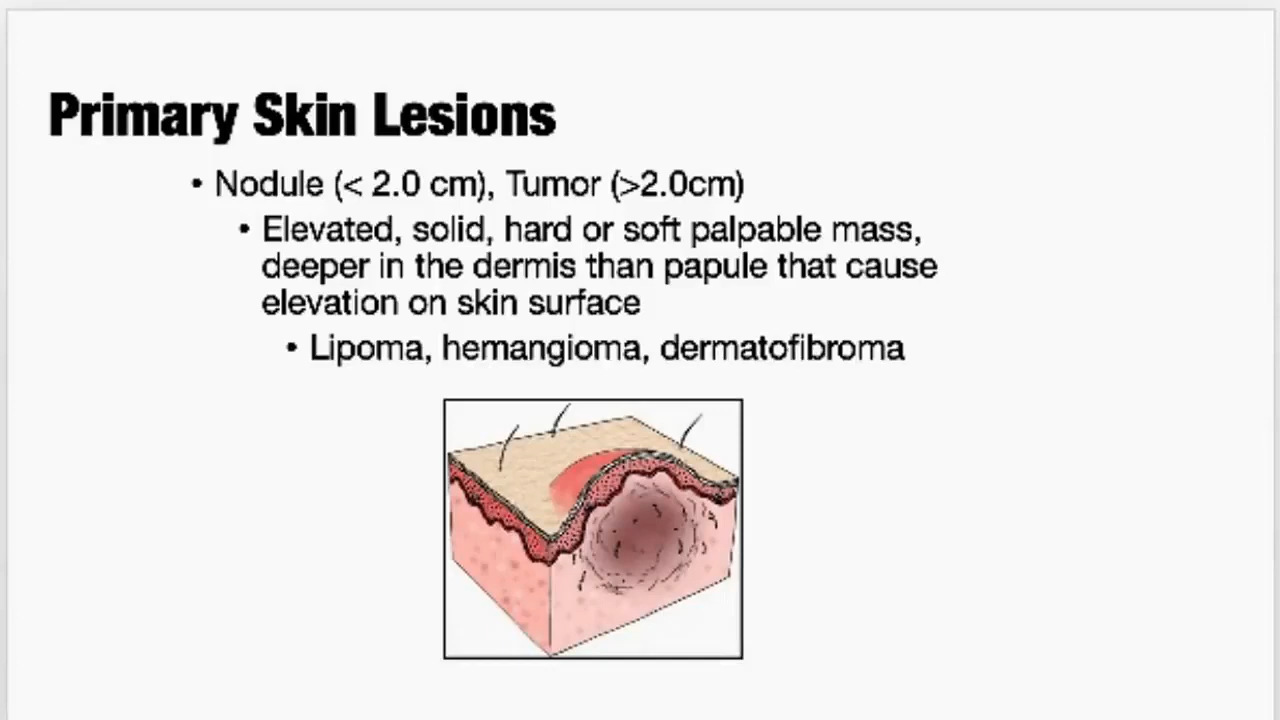 Primary Skin Lesions
• Nodule (< 2.0 cm), Tumor (>2.0cm)
• Elevated, solid, hard or soft palpable mass,
deeper in the dermis than papule that cause
elevation on skin surface
• Lipoma, hemangioma, dermatofibroma